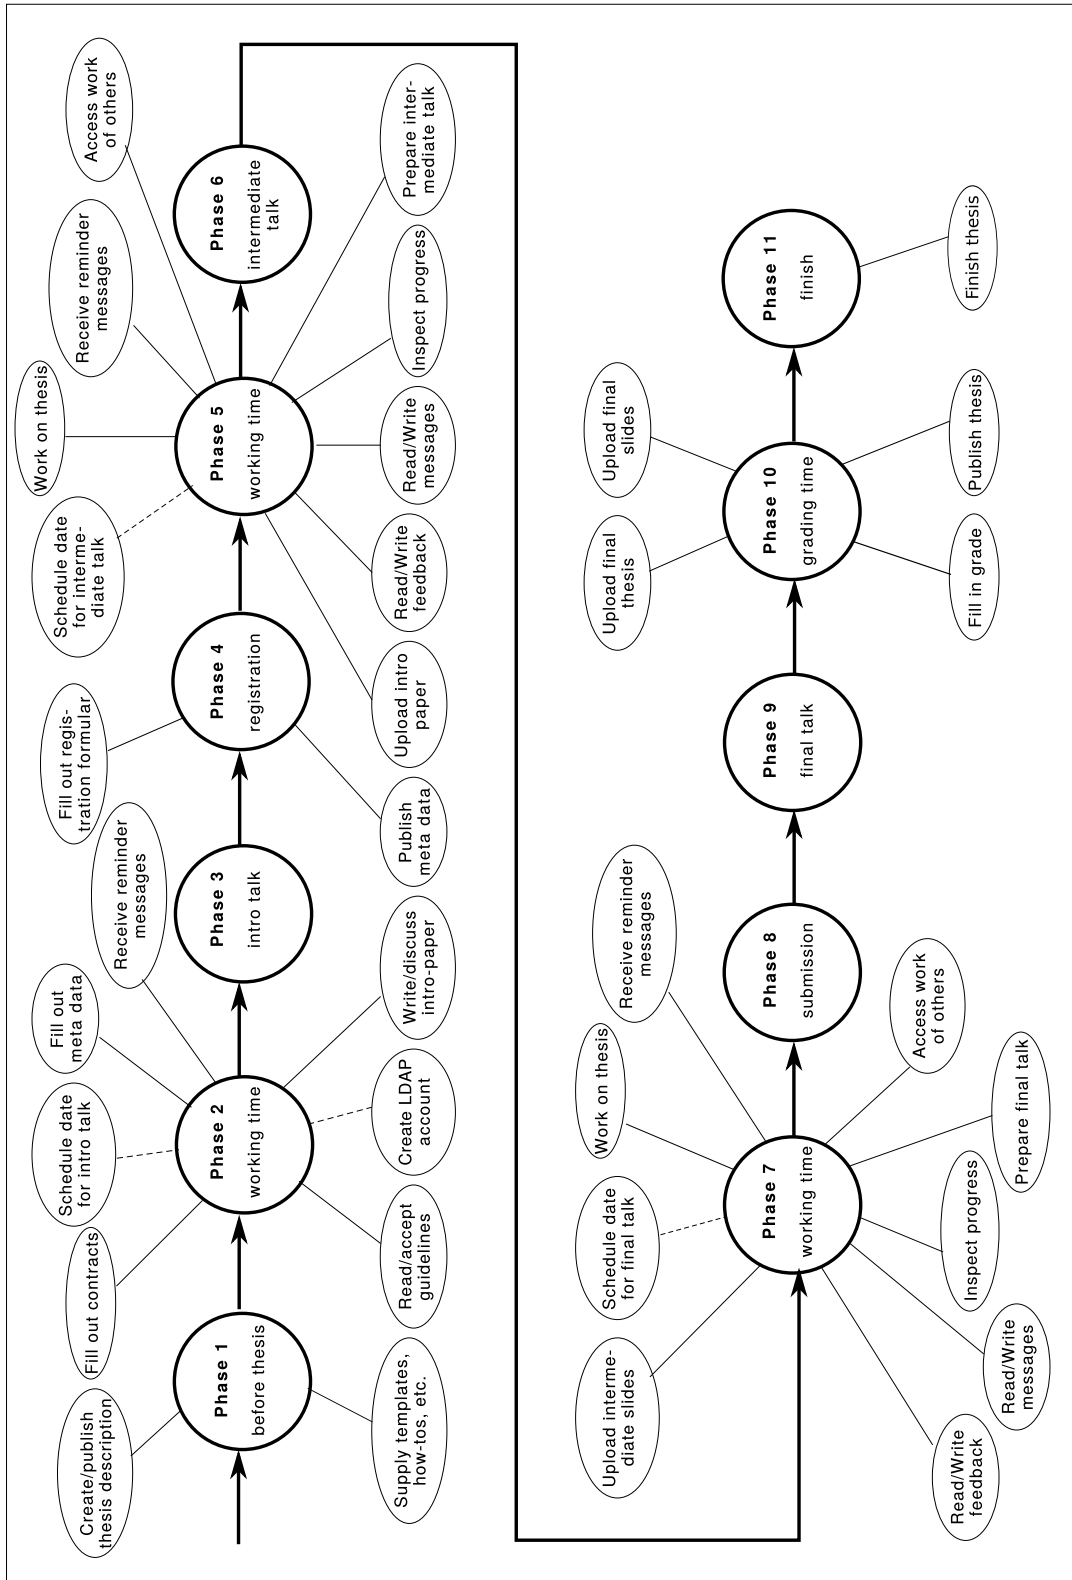 Create/publish
thesis description
Fill out contracts
Schedule date
for intro talk
Fill out
meta data
Receive reminder
messages
Fill out regis-
tration formular
Schedule date
for interme-
diate talk
Work on thesis
Receive reminder
messages
Access work
of others
Phase 1
before thesis
Phase 2
working time
Phase 3
intro talk
Phase 4
registration
Phase 5
working time
Phase 6
intermediate
talk
Supply templates,
how-tos, etc.
Read/accept
guidelines
Create LDAP
account
Write/discuss
intro-paper
Publish
meta data
Upload intro
paper
Read/Write
feedback
Read/Write
messages
Inspect progress
Prepare inter-
mediate talk
Upload interme-
diate slides
Schedule date
for final talk
Work on thesis
Receive reminder
messages
Upload final
thesis
Upload final
slides
Phase 7
working time
Phase 8
submission
Phase 9
final talk
Phase 10
grading time
Phase 11
finish
Read/Write
feedback
Read/Write
messages
Inspect progress
Prepare final talk
Access work
of others
Fill in grade
Publish thesis
Finish thesis